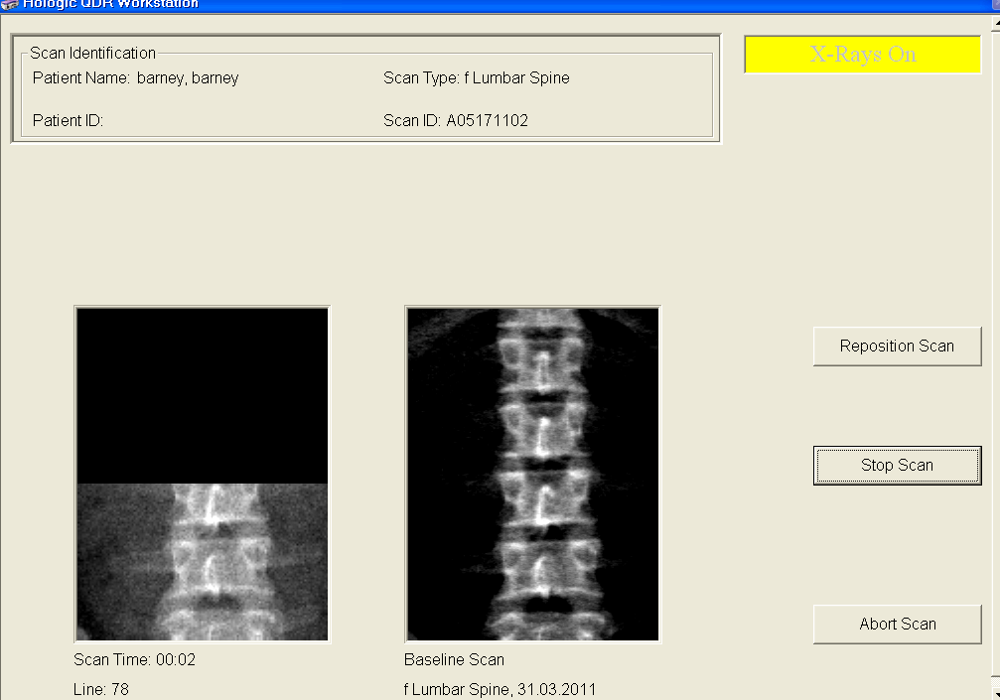 Hologic QDR Workstation
Scan Identification
Patient Name: barney, barney
Scan Type: f Lumbar Spine
Patient ID:
Scan ID: A05171102
X-Rays On
Reposition Scan
Stop Scan
Abort Scan
Scan Time: 00:02
Baseline Scan
Line: 78
f Lumbar Spine, 31.03.2011